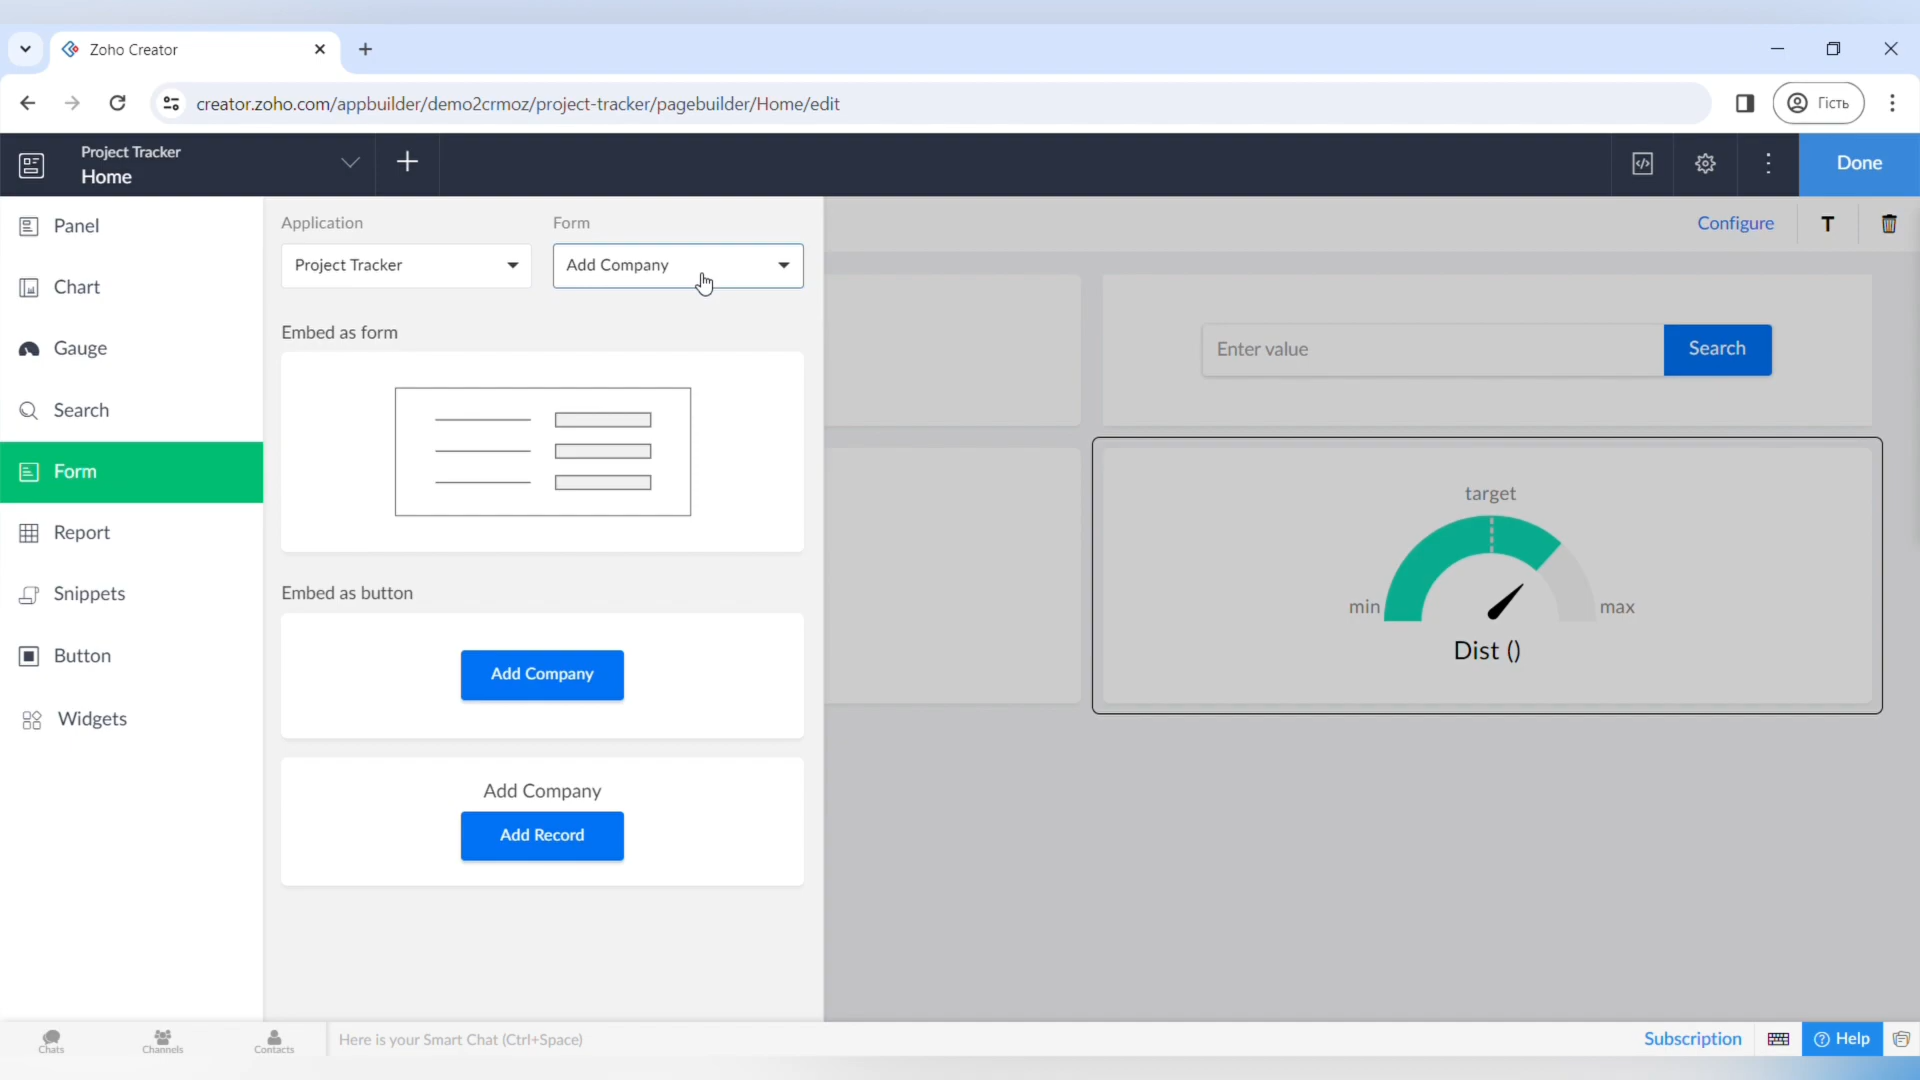 Zoho Creator
creator.zoho.com/appbuilder/demo2crmoz/project-tracker/pagebuilder/Home/edit
Гість
Project Tracker
Home
Done
Panel
Chart
Gauge
Search
Form
Report
Snippets
Button
Widgets
Application
Form
Project Tracker
Add Company
Embed as form
Embed as button
Add Company
Add Company
Add Record
Configure
T
Enter value
Search
target
min
max
Dist ()
Chats
Channels
Contacts
Here is your Smart Chat (Ctrl+Space)
Subscription
Help